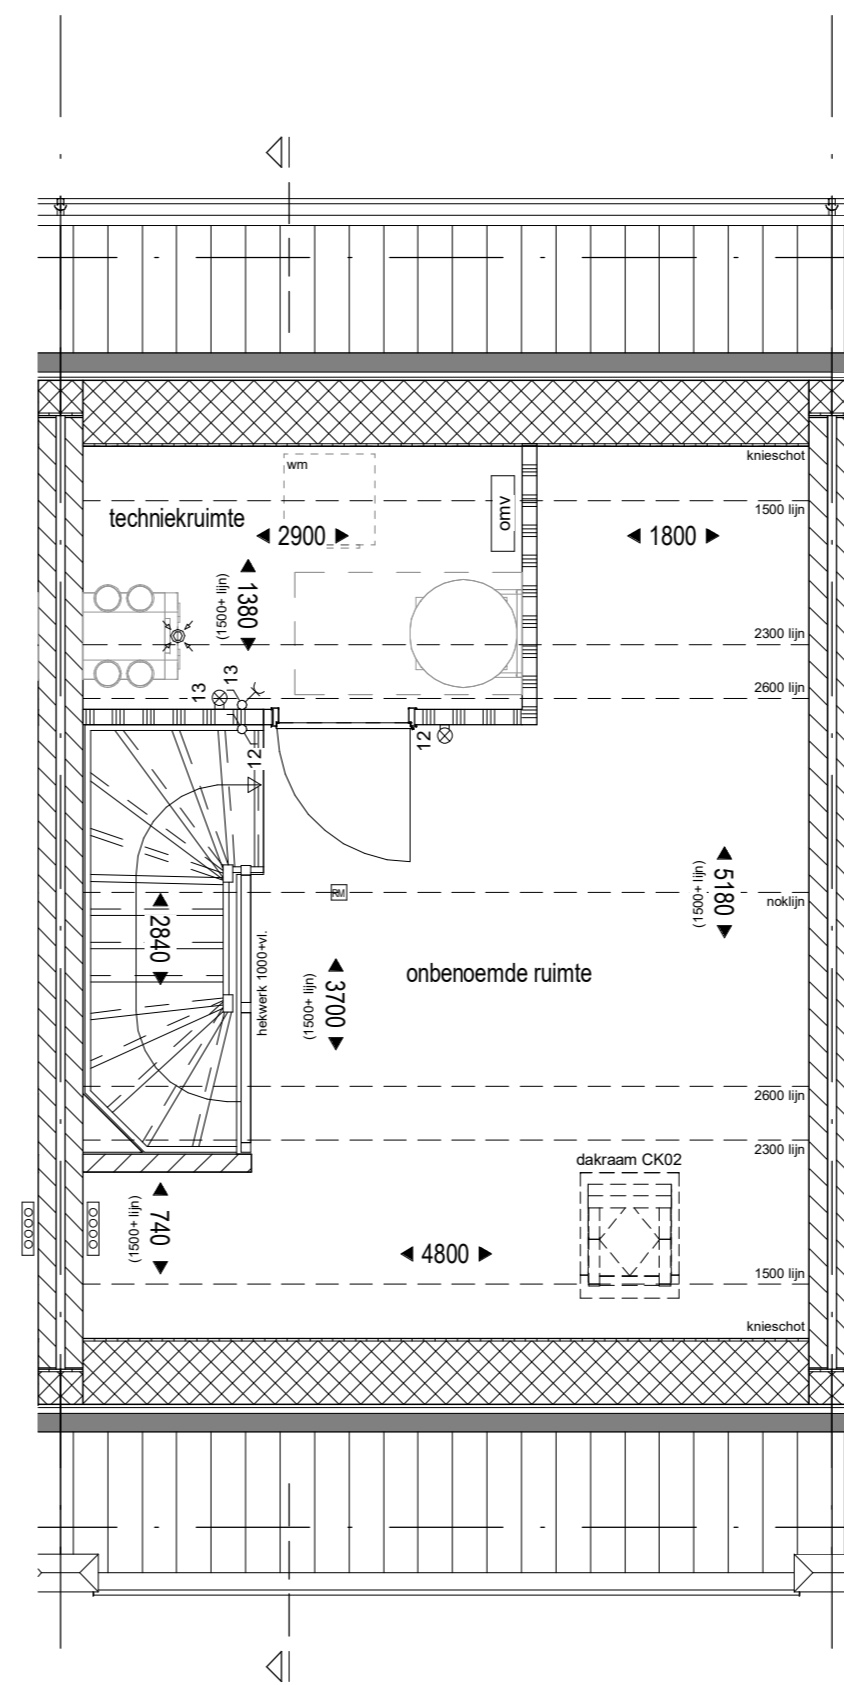 knieschot
wm
1500 lijn
omv
techniekruimte
2900
1800
1380
(1500+ lijn)
2300 lijn
2600 lijn
13
13
12
12
5180
(1500+ lijn)
RM
noklijn
2840
hekwerk 1000+vl.
onbenoemde ruimte
3700
(1500+ lijn)
2600 lijn
2300 lijn
dakraam CK02
740
(1500+ lijn)
4800
1500 lijn
knieschot